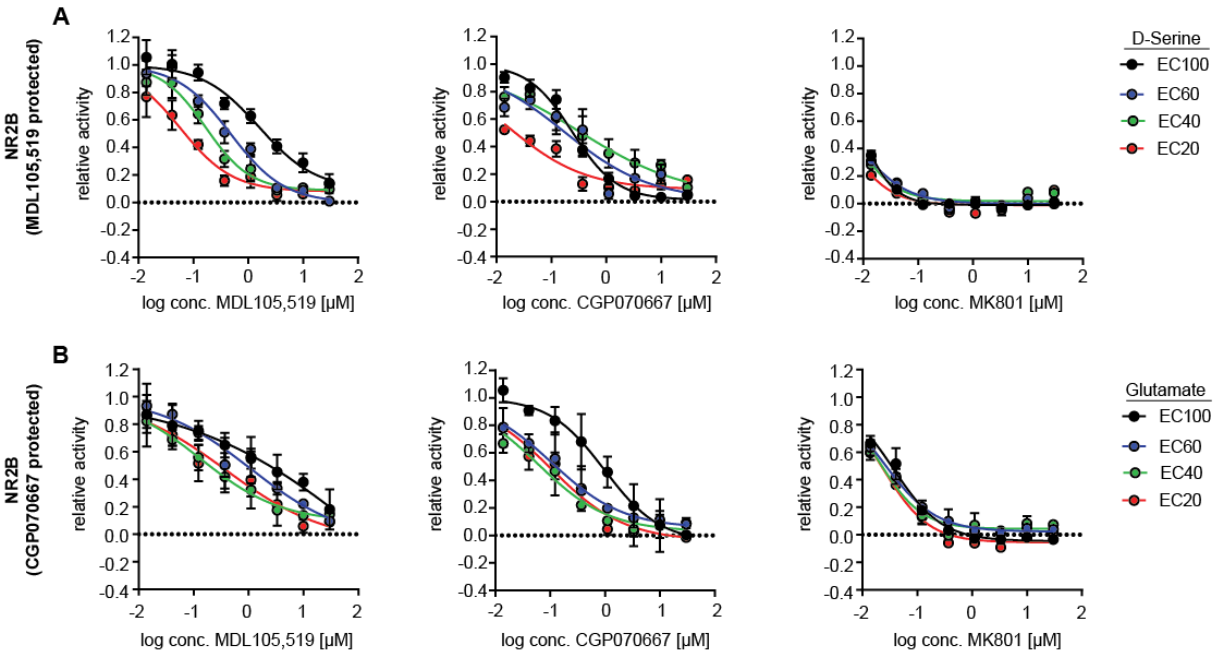 A
NR2B
(MDL105,519 protected)
relative activity
1.2
1.0
0.8
0.6
0.4
0.2
0.0
-0.2
-0.4
-2 -1 0 1 2
log conc. MDL105,519 [µM]
relative activity
1.2
1.0
0.8
0.6
0.4
0.2
0.0
-0.2
-0.4
-2 -1 0 1 2
log conc. CGP070667 [µM]
relative activity
1.2
1.0
0.8
0.6
0.4
0.2
0.0
-0.2
-0.4
-2 -1 0 1 2
log conc. MK801 [µM]
D-Serine
EC100
EC60
EC40
EC20
B
NR2B
(CGP070667 protected)
relative activity
1.2
1.0
0.8
0.6
0.4
0.2
0.0
-0.2
-0.4
-2 -1 0 1 2
log conc. MDL105,519 [µM]
relative activity
1.2
1.0
0.8
0.6
0.4
0.2
0.0
-0.2
-0.4
-2 -1 0 1 2
log conc. CGP070667 [µM]
relative activity
1.2
1.0
0.8
0.6
0.4
0.2
0.0
-0.2
-0.4
-2 -1 0 1 2
log conc. MK801 [µM]
Glutamate
EC100
EC60
EC40
EC20